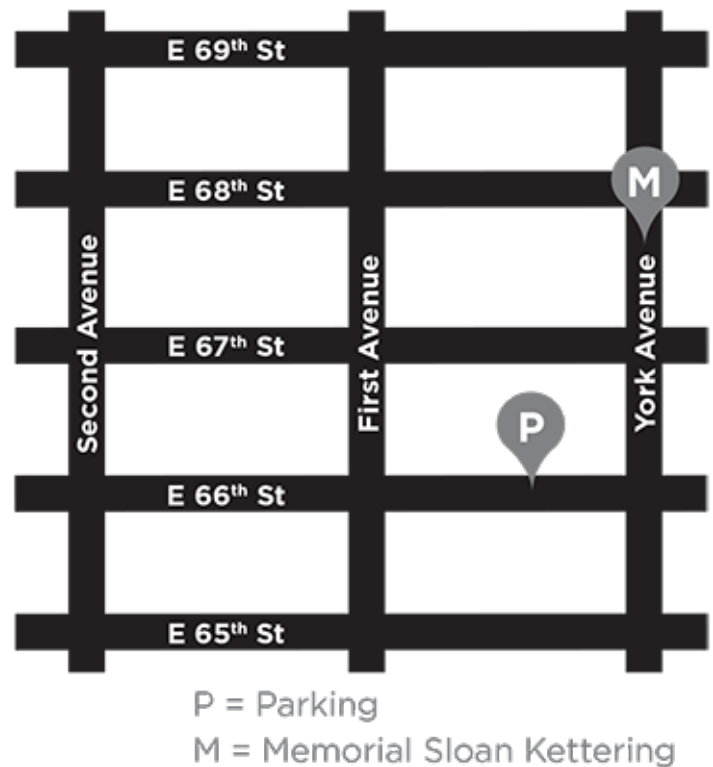 E 69th St
E 68th St
M
Second Avenue
First Avenue
York Avenue
E 67th St
P
E 66th St
E 65th St
P = Parking
M = Memorial Sloan Kettering